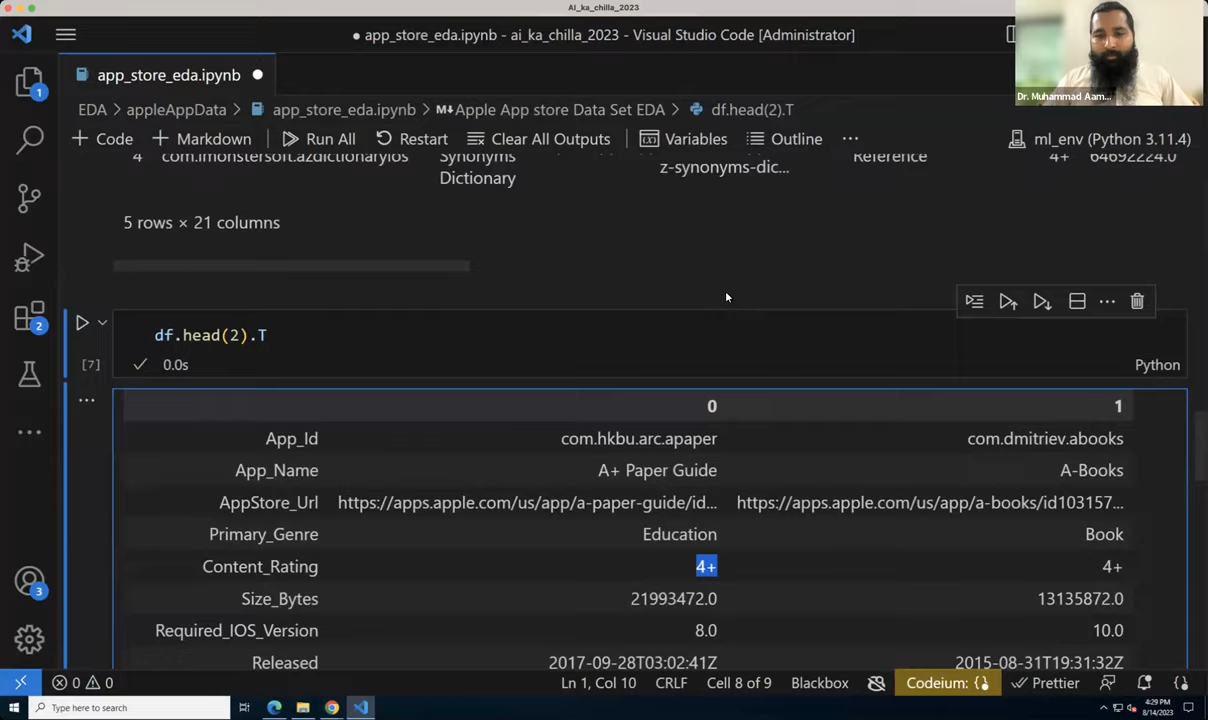 AI_ka_chilla_2023
● app_store_eda.ipynb - ai_ka_chilla_2023 - Visual Studio Code [Administrator]
Dr. Muhammad Aam...
app_store_eda.ipynb ●
EDA > appleAppData > app_store_eda.ipynb > M↓Apple App store Data Set EDA > df.head(2).T
+ Code + Markdown Run All Restart Clear All Outputs Variables Outline ... ml_env (Python 3.11.4)
4 com.imonstersoft.azdictionaryios Synonyms Reference 4+ 64692224.0
Dictionary z-synonyms-dic...
5 rows × 21 columns
df.head(2).T
[7] 0.0s Python
0 1
App_Id com.hkbu.arc.apaper com.dmitriev.abooks
App_Name A+ Paper Guide A-Books
AppStore_Url https://apps.apple.com/us/app/a-paper-guide/id... https://apps.apple.com/us/app/a-books/id103157...
Primary_Genre Education Book
Content_Rating 4+ 4+
Size_Bytes 21993472.0 13135872.0
Required_IOS_Version 8.0 10.0
Released 2017-09-28T03:02:41Z 2015-08-31T19:31:32Z
1
2
3
0 0 Ln 1, Col 10 CRLF Cell 8 of 9 Blackbox Codeium: {} Prettier
Type here to search
4:29 PM
8/14/2023